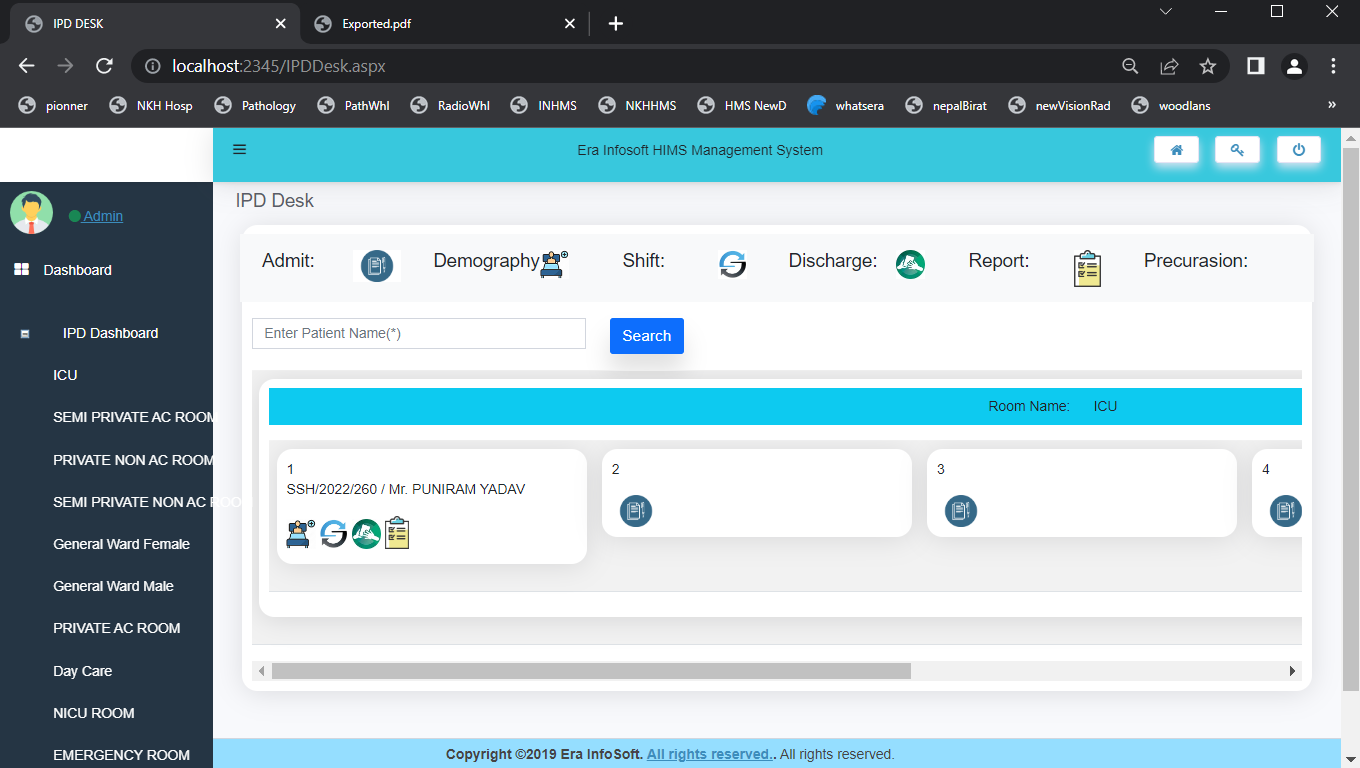 IPD DESK
Exported.pdf
localhost:2345/IPDDesk.aspx
pionner NKH Hosp Pathology PathWhl RadioWhl INHMS NKHHMS HMS NewD whatsera nepalBirat newVisionRad woodlans »
Era Infosoft HIMS Management System
Admin
Dashboard
IPD Dashboard
ICU
SEMI PRIVATE AC ROOM
PRIVATE NON AC ROOM
SEMI PRIVATE NON AC ROOM
General Ward Female
General Ward Male
PRIVATE AC ROOM
Day Care
NICU ROOM
EMERGENCY ROOM
IPD Desk
Admit: Demography Shift: Discharge: Report: Precurasion:
Enter Patient Name(*) Search
Room Name: ICU
1
SSH/2022/260 / Mr. PUNIRAM YADAV
2
3
4
Copyright ©2019 Era InfoSoft. All rights reserved.. All rights reserved.